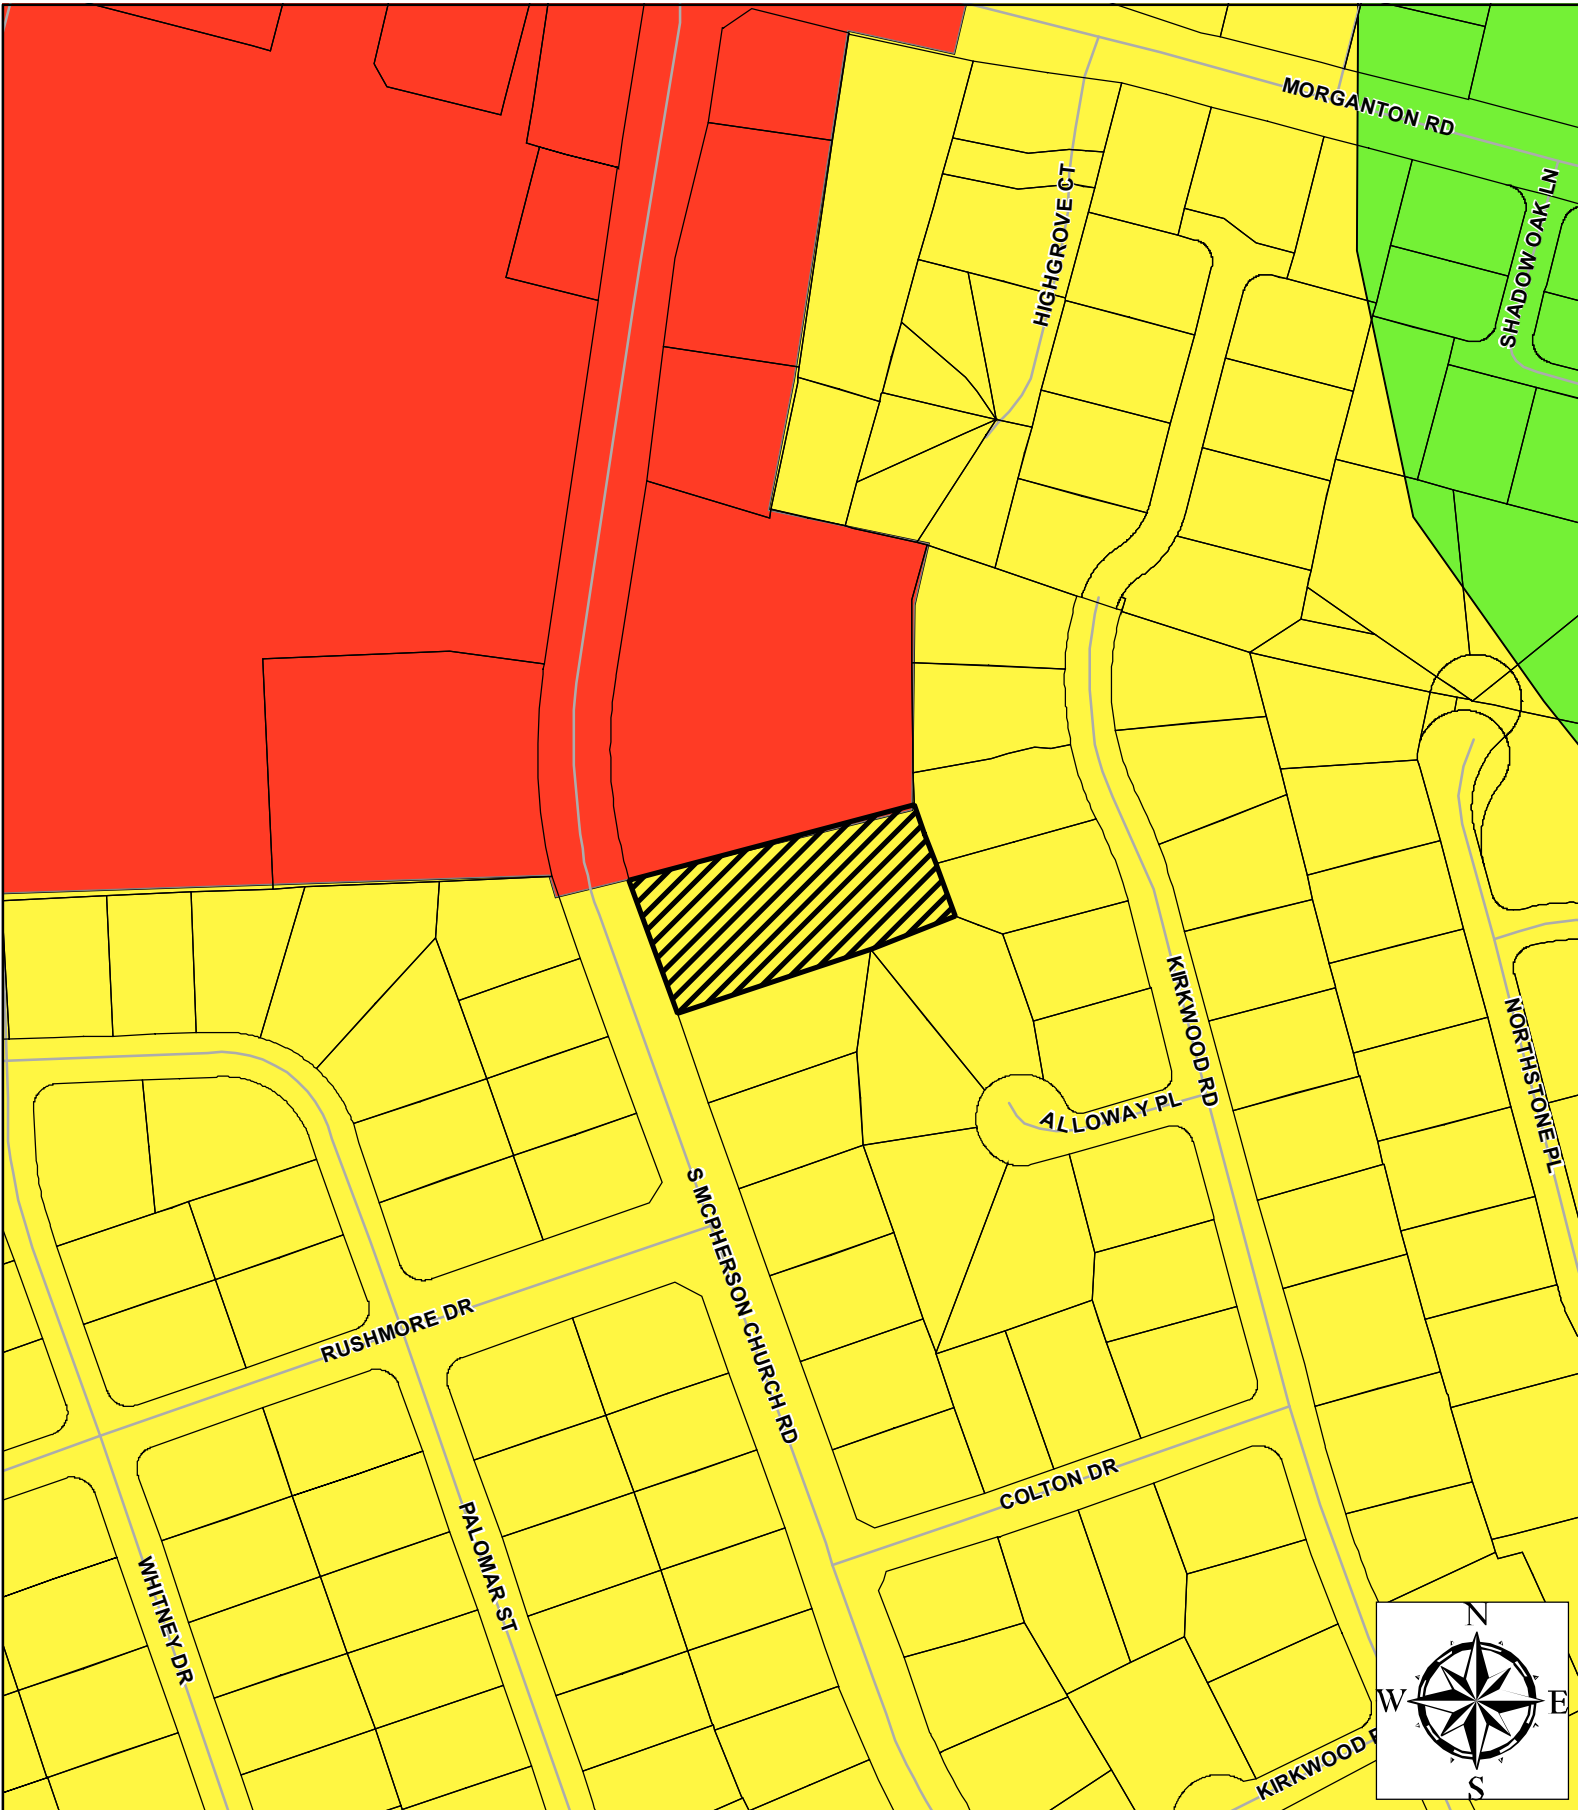 MORGANTON RD
SHADOW OAK LN
HIGHGROVE CT
KIRKWOOD RD
NORTHSTONE PL
ALLOWAY PL
S MCPHERSON CHURCH RD
RUSHMORE DR
COLTON DR
PALOMAR ST
WHITNEY DR
KIRKWOOD
N
W E
S